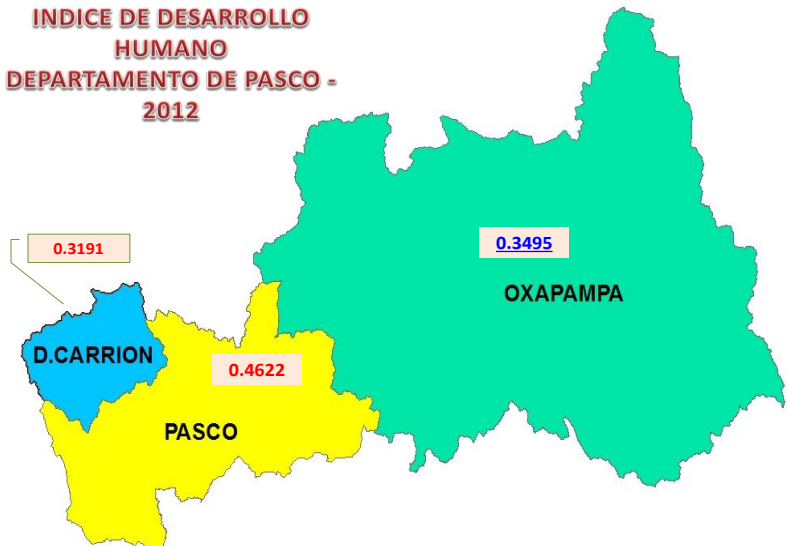 INDICE DE DESARROLLO
HUMANO
DEPARTAMENTO DE PASCO -
2012
0.3191
0.3495
OXAPAMPA
D.CARRION
0.4622
PASCO